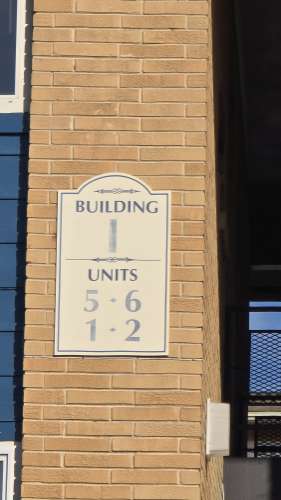 BUILDING
1
UNITS
5 - 6
1 - 2